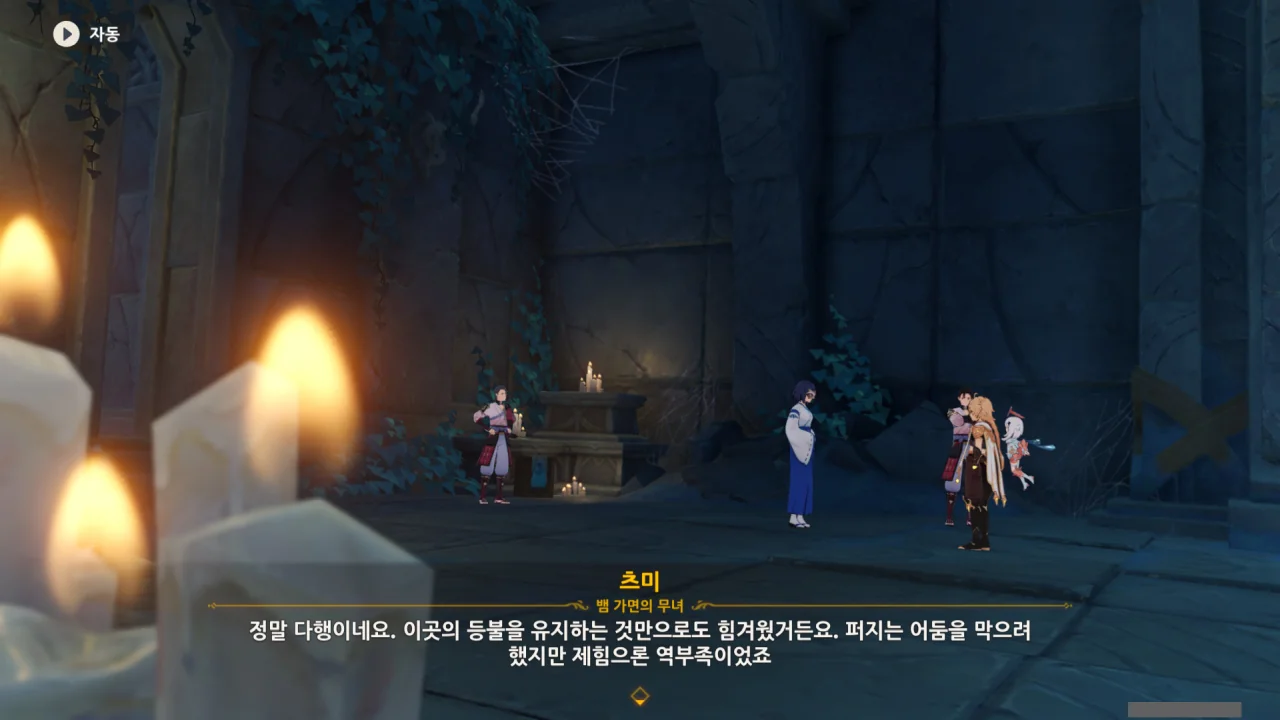 자동
츠미
뱀 가면의 무녀
정말 다행이네요. 이곳의 등불을 유지하는 것만으로도 힘겨웠거든요. 퍼지는 어둠을 막으려
했지만 제힘으론 역부족이었죠